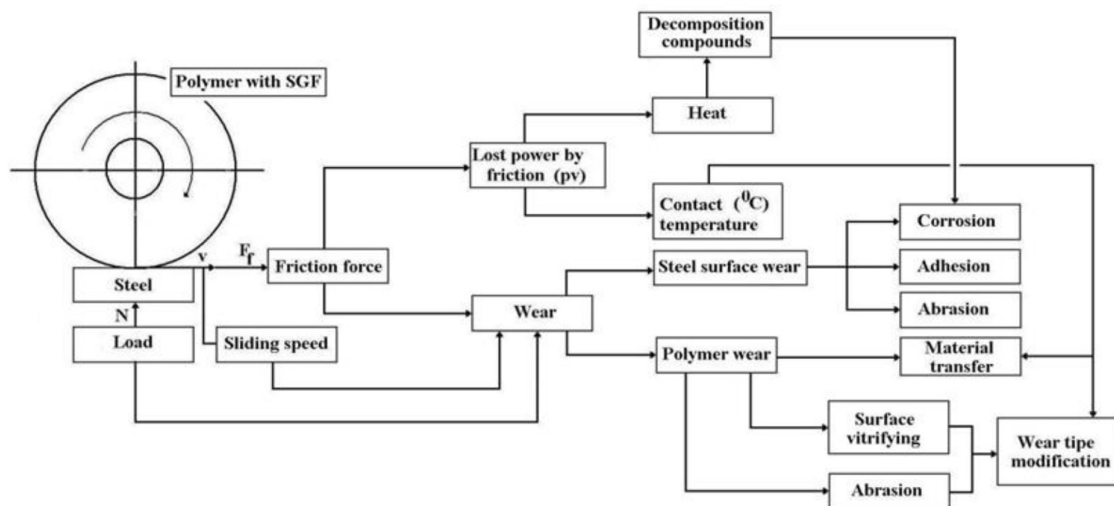 Decomposition
compounds
Polymer with SGF
Heat
Lost power by
friction (pv)
Contact (⁰C)
temperature
Corrosion
v
F_f
Friction force
Steel surface wear
Adhesion
Steel
N
Wear
Abrasion
Load
Sliding speed
Polymer wear
Material
transfer
Surface
vitrifying
Wear tipe
modification
Abrasion